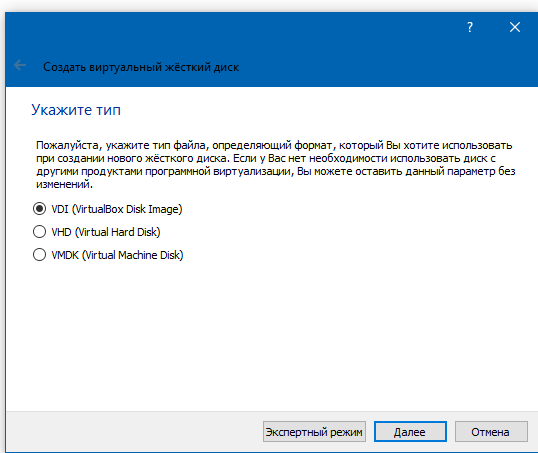 ?
Создать виртуальный жёсткий диск
Укажите тип
Пожалуйста, укажите тип файла, определяющий формат, который Вы хотите использовать
при создании нового жёсткого диска. Если у Вас нет необходимости использовать диск с
другими продуктами программной виртуализации, Вы можете оставить данный параметр без
изменений.
VDI (VirtualBox Disk Image)
VHD (Virtual Hard Disk)
VMDK (Virtual Machine Disk)
Экспертный режим Далее Отмена